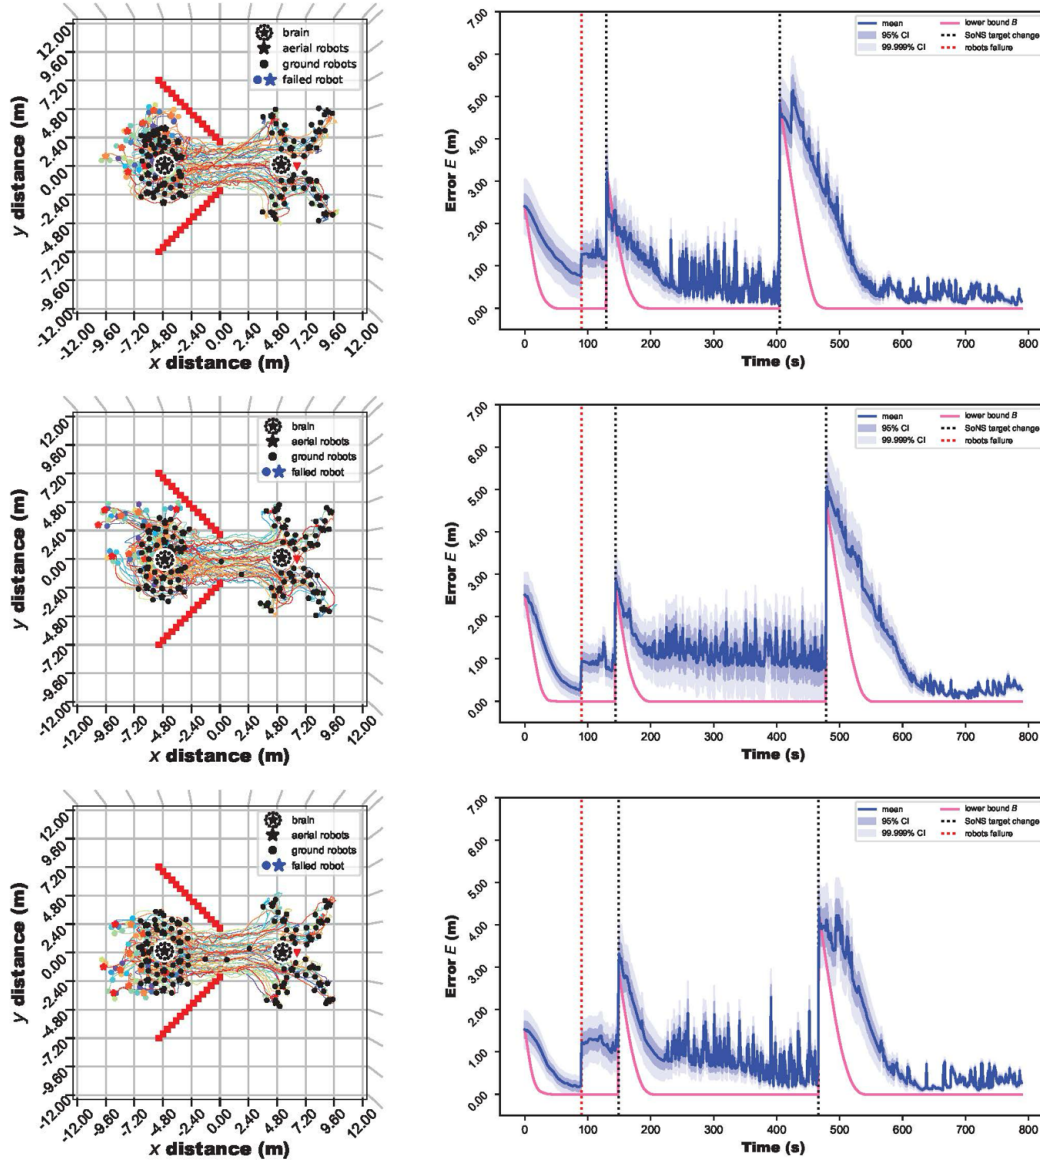 12.00
9.60
7.20
4.80
2.40
0.00
-2.40
-4.80
-7.20
-9.60
-12.00
y distance (m)
brain
aerial robots
ground robots
failed robot
-12.00 -9.60 -7.20 -4.80 -2.40 0.00 2.40 4.80 7.20 9.60 12.00
x distance (m)
7.00
6.00
5.00
4.00
3.00
2.00
1.00
0.00
Error E (m)
mean
95% CI
99.999% CI
lower bound B
SoNS target change
robots failure
0 100 200 300 400 500 600 700 800
Time (s)
12.00
9.60
7.20
4.80
2.40
0.00
-2.40
-4.80
-7.20
-9.60
-12.00
y distance (m)
brain
aerial robots
ground robots
failed robot
-12.00 -9.60 -7.20 -4.80 -2.40 0.00 2.40 4.80 7.20 9.60 12.00
x distance (m)
7.00
6.00
5.00
4.00
3.00
2.00
1.00
0.00
Error E (m)
mean
95% CI
99.999% CI
lower bound B
SoNS target change
robots failure
0 100 200 300 400 500 600 700 800
Time (s)
12.00
9.60
7.20
4.80
2.40
0.00
-2.40
-4.80
-7.20
-9.60
-12.00
y distance (m)
brain
aerial robots
ground robots
failed robot
-12.00 -9.60 -7.20 -4.80 -2.40 0.00 2.40 4.80 7.20 9.60 12.00
x distance (m)
7.00
6.00
5.00
4.00
3.00
2.00
1.00
0.00
Error E (m)
mean
95% CI
99.999% CI
lower bound B
SoNS target change
robots failure
0 100 200 300 400 500 600 700 800
Time (s)